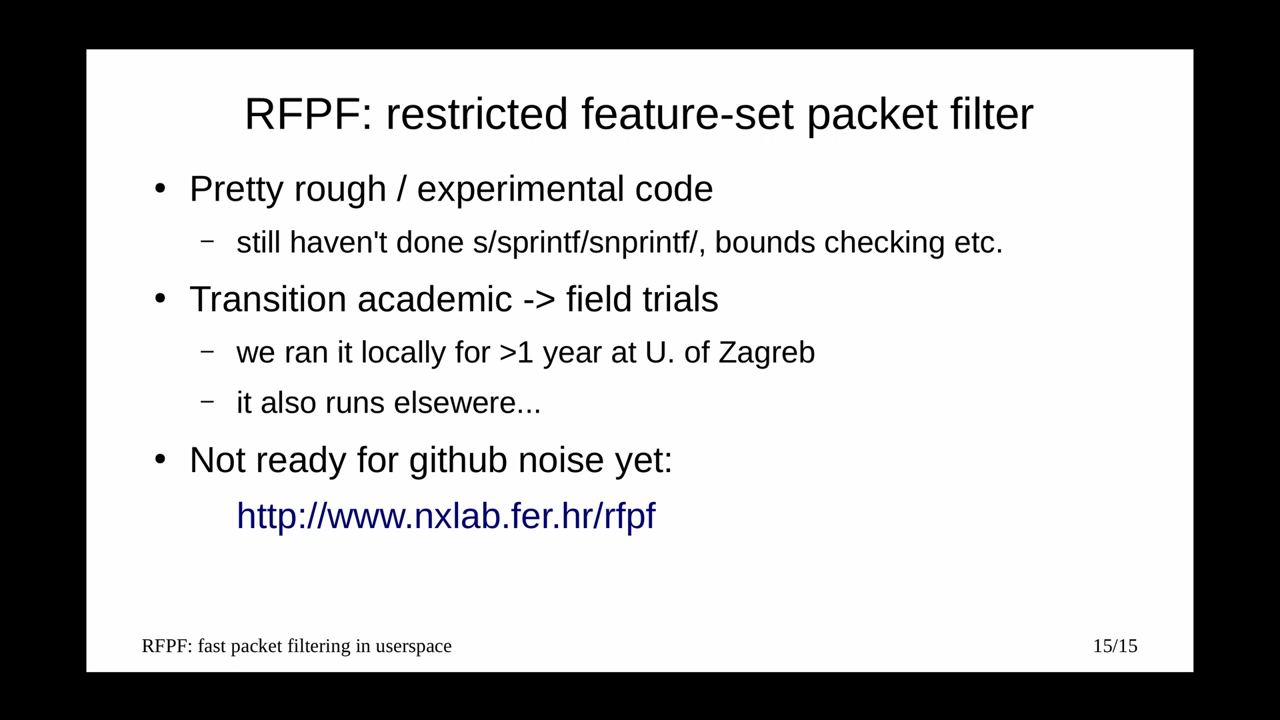 RFPF: restricted feature-set packet filter
• Pretty rough / experimental code
– still haven't done s/sprintf/snprintf/, bounds checking etc.
• Transition academic -> field trials
– we ran it locally for >1 year at U. of Zagreb
– it also runs elsewere...
• Not ready for github noise yet:
http://www.nxlab.fer.hr/rfpf
RFPF: fast packet filtering in userspace
15/15